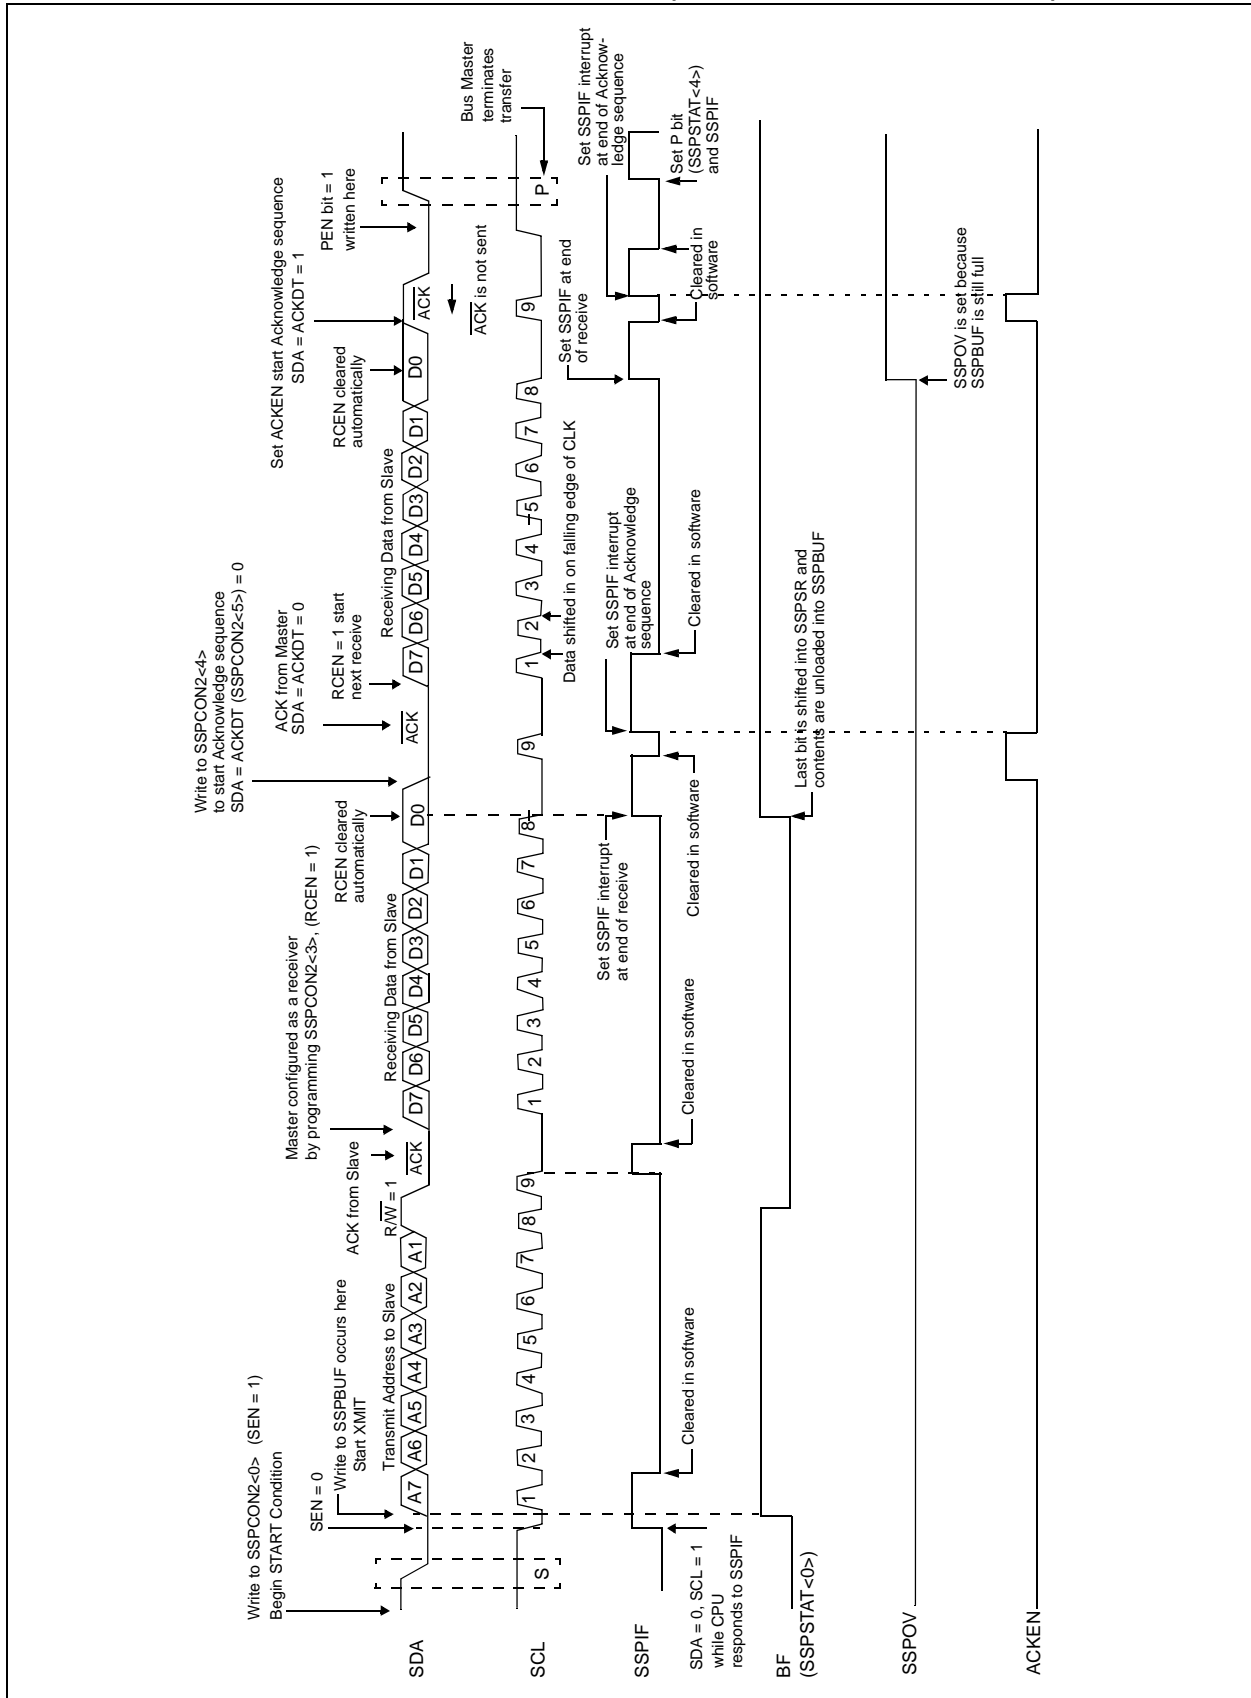 Write to SSPCON2<0> (SEN = 1)
Begin START Condition
SEN = 0
Write to SSPBUF occurs here
Start XMIT
Transmit Address to Slave
ACK from Slave
R/W = 1
Master configured as a receiver
by programming SSPCON2<3>, (RCEN = 1)
Receiving Data from Slave
RCEN cleared
automatically
Write to SSPCON2<4>
to start Acknowledge sequence
SDA = ACKDT (SSPCON2<5>) = 0
ACK from Master
SDA = ACKDT = 0
RCEN = 1 start
next receive
Receiving Data from Slave
RCEN cleared
automatically
Set ACKEN start Acknowledge sequence
SDA = ACKDT = 1
PEN bit = 1
written here
SDA
A7 A6 A5 A4 A3 A2 A1
ACK
D7 D6 D5 D4 D3 D2 D1 D0
ACK
D7 D6 D5 D4 D3 D2 D1 D0
ACK
ACK is not sent
Bus Master
terminates
transfer
SCL
S
1 2 3 4 5 6 7 8 9
1 2 3 4 5 6 7 8 9
1 2 3 4 5 6 7 8 9
P
Data shifted in on falling edge of CLK
Set SSPIF interrupt
at end of receive
Set SSPIF interrupt
at end of Acknowledge
sequence
Set SSPIF at end
of receive
Set SSPIF interrupt
at end of Acknow-
ledge sequence
SSPIF
SDA = 0, SCL = 1
while CPU
responds to SSPIF
Cleared in software
Cleared in software
Cleared in software
Cleared in software
Cleared in
software
Set P bit
(SSPSTAT<4>)
and SSPIF
BF
(SSPSTAT<0>)
Last bit is shifted into SSPSR and
contents are unloaded into SSPBUF
SSPOV
SSPOV is set because
SSPBUF is still full
ACKEN